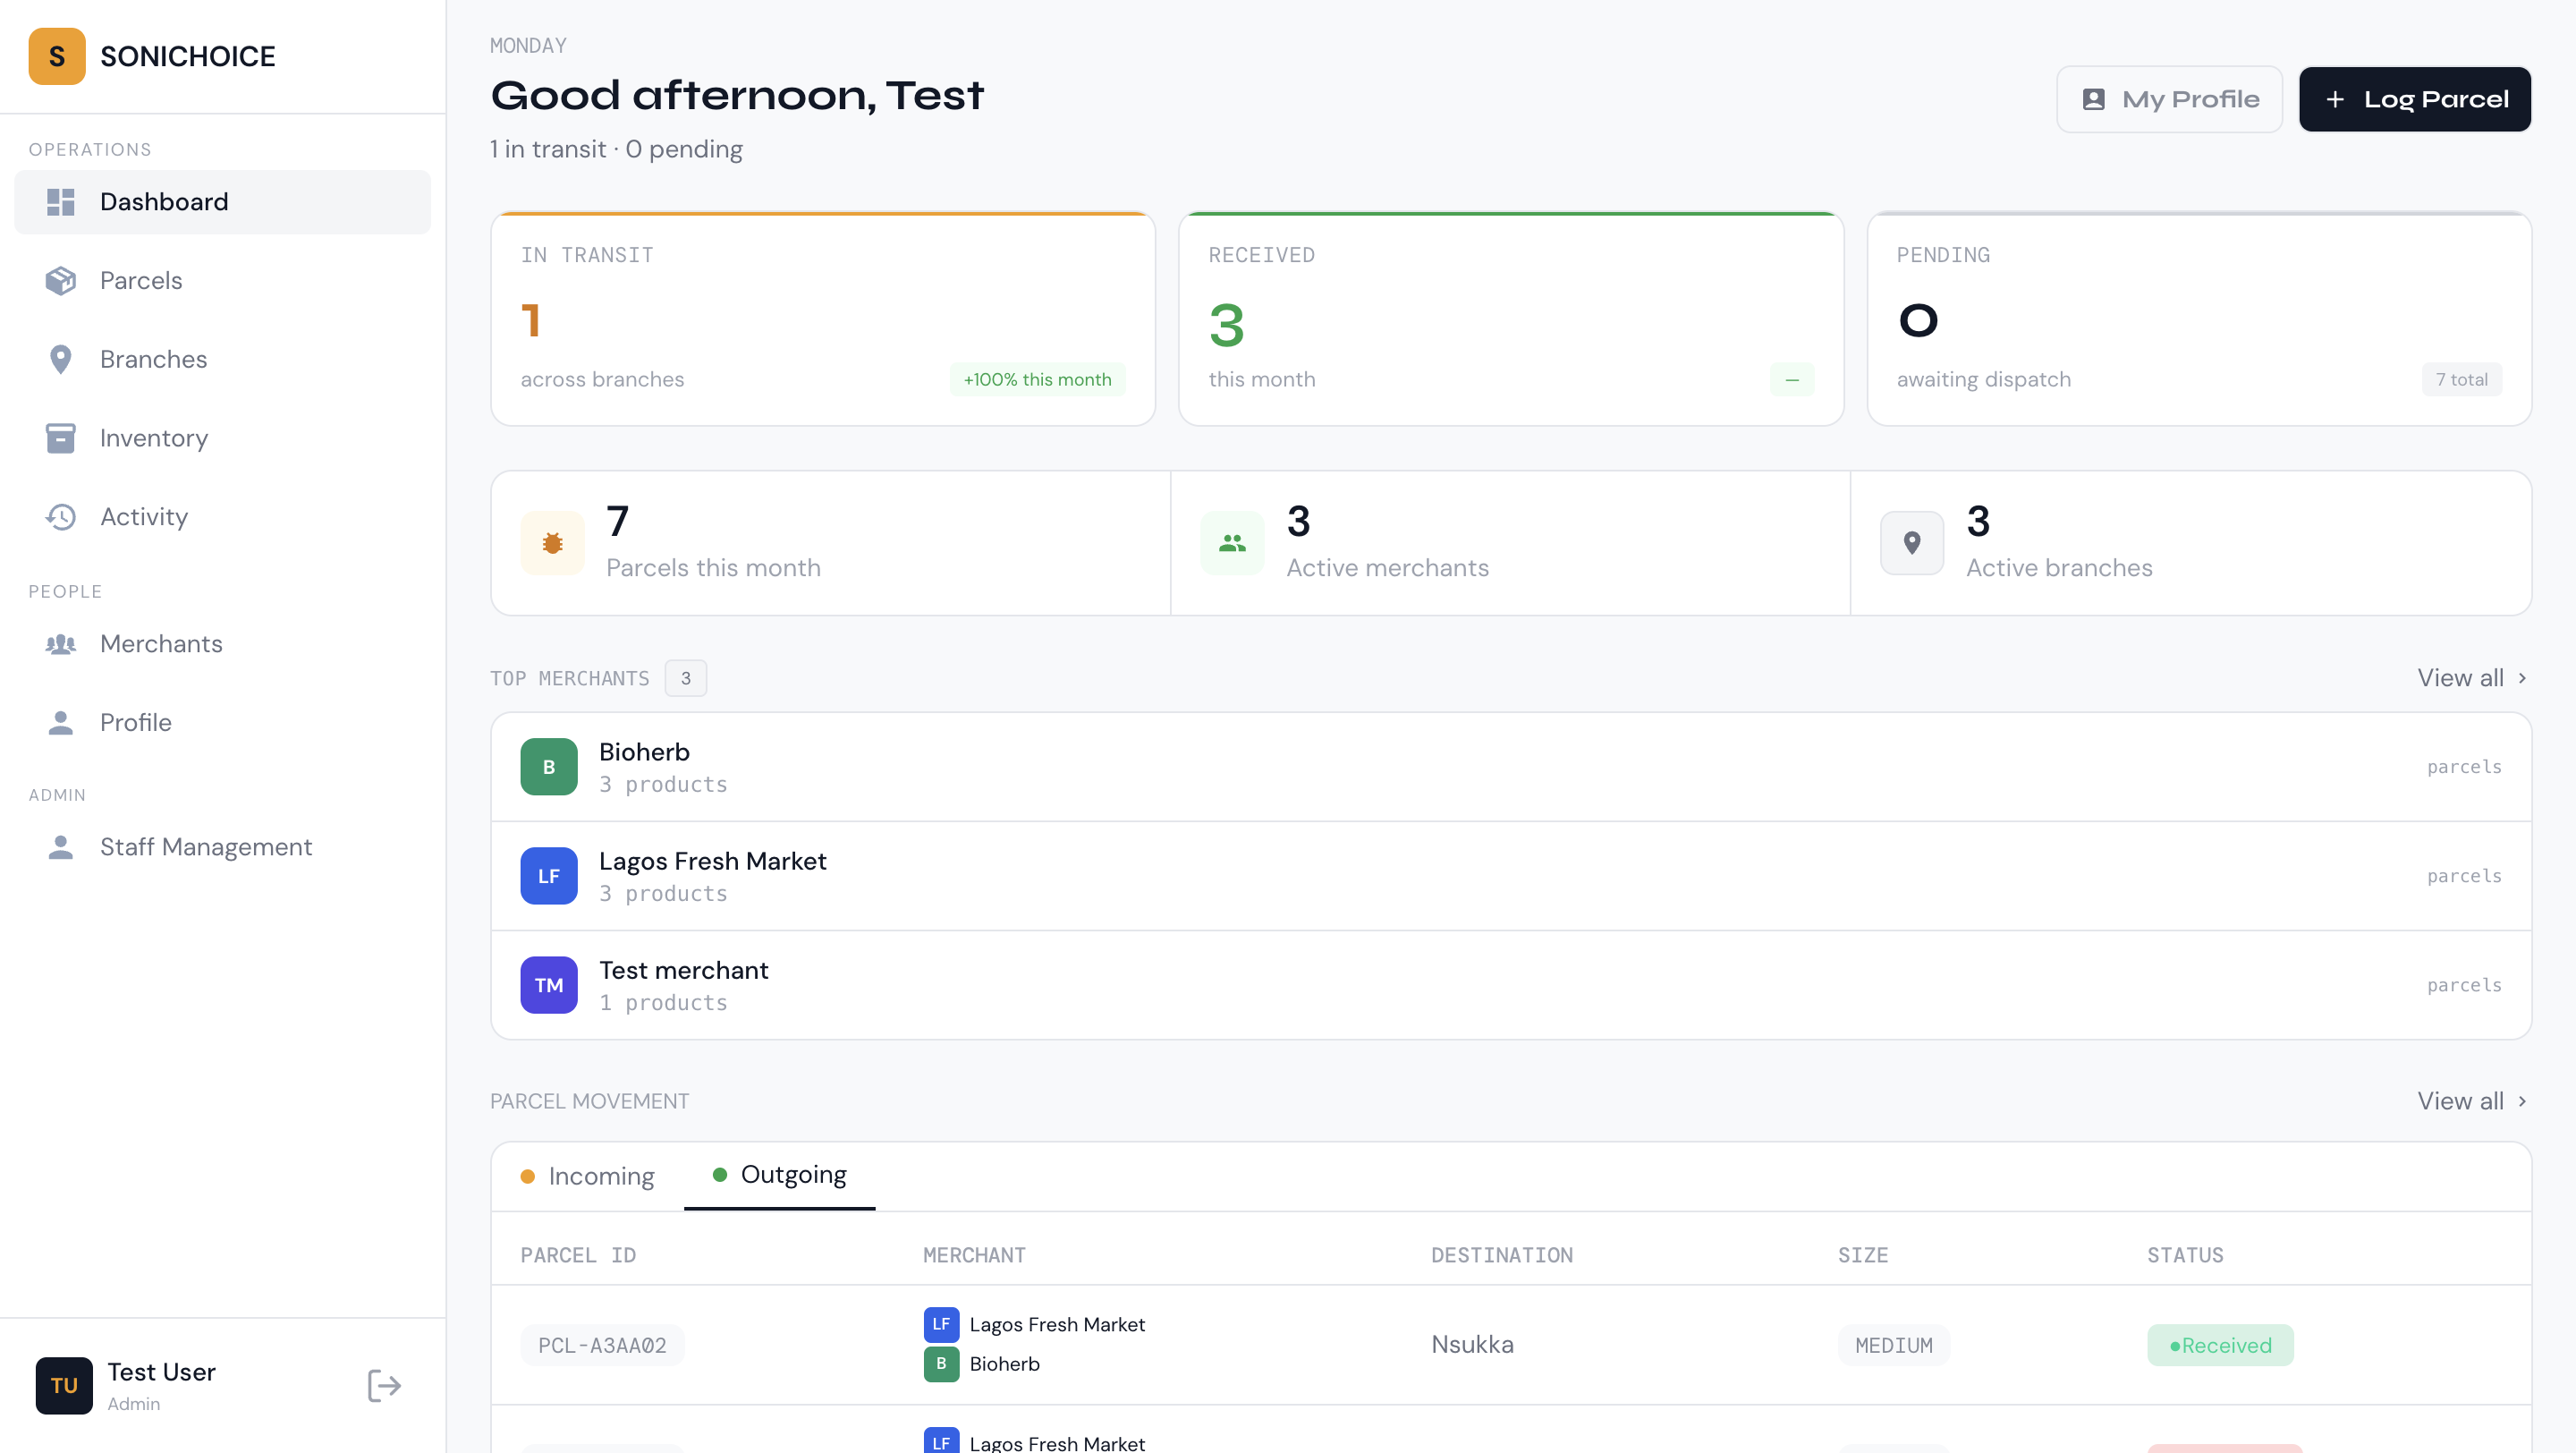 S SONICHOICE
OPERATIONS
Dashboard
Parcels
Branches
Inventory
Activity
PEOPLE
Merchants
Profile
ADMIN
Staff Management
TU Test User
Admin
MONDAY
Good afternoon, Test
1 in transit · 0 pending
My Profile
+ Log Parcel
IN TRANSIT
1
across branches
+100% this month
RECEIVED
3
this month
—
PENDING
0
awaiting dispatch
7 total
7
Parcels this month
3
Active merchants
3
Active branches
TOP MERCHANTS 3
View all ›
B Bioherb
3 products
parcels
LF Lagos Fresh Market
3 products
parcels
TM Test merchant
1 products
parcels
PARCEL MOVEMENT
View all ›
Incoming Outgoing
PARCEL ID MERCHANT DESTINATION SIZE STATUS
PCL-A3AA02
LF Lagos Fresh Market
B Bioherb
Nsukka
MEDIUM
Received
LF Lagos Fresh Market